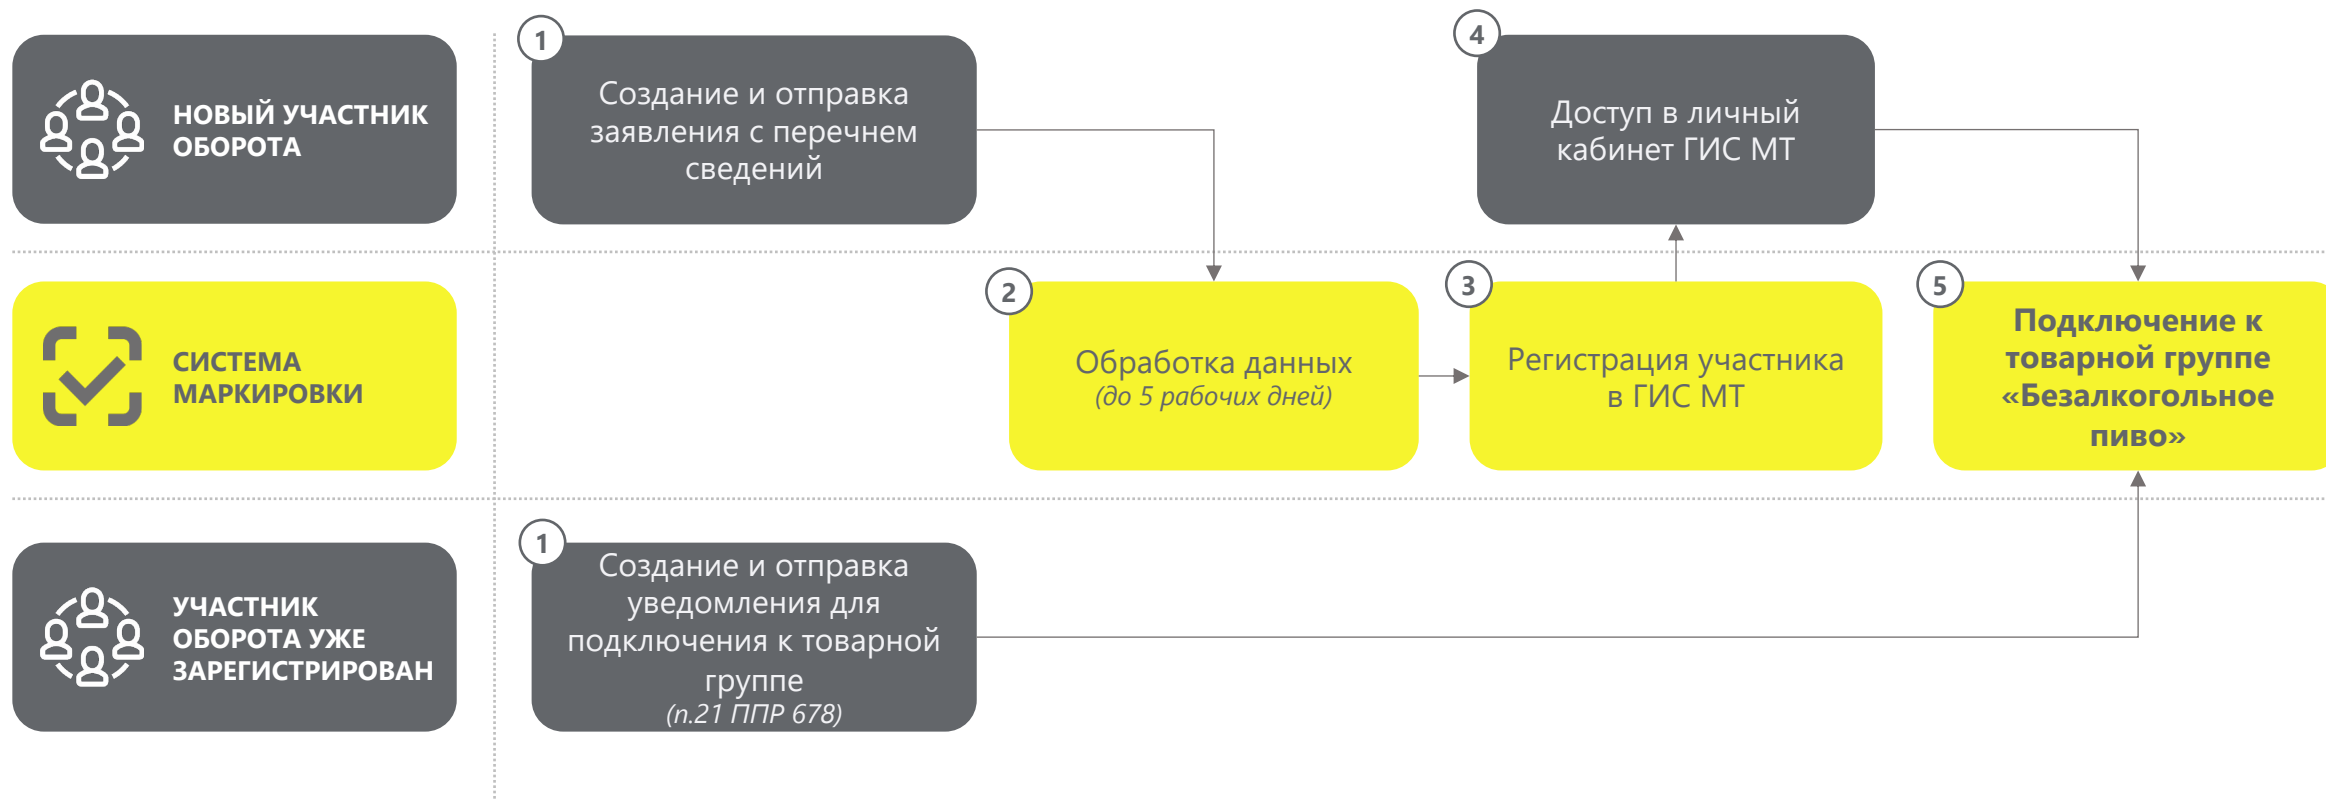 НОВЫЙ УЧАСТНИК
ОБОРОТА
1
Создание и отправка
заявления с перечнем
сведений
4
Доступ в личный
кабинет ГИС МТ
СИСТЕМА
МАРКИРОВКИ
2
Обработка данных
(до 5 рабочих дней)
3
Регистрация участника
в ГИС МТ
5
Подключение к
товарной группе
«Безалкогольное
пиво»
УЧАСТНИК
ОБОРОТА УЖЕ
ЗАРЕГИСТРИРОВАН
1
Создание и отправка
уведомления для
подключения к товарной
группе
(п.21 ППР 678)